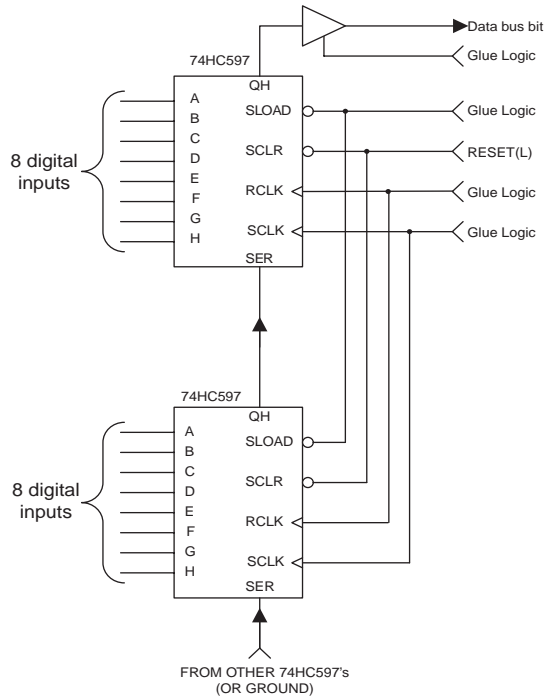 Data bus bit
74HC597
Glue Logic
QH
A
SLOAD
Glue Logic
B
C
8 digital
inputs
D
SCLR
RESET(L)
E
F
RCLK
Glue Logic
G
H
SCLK
Glue Logic
SER
74HC597
QH
A
SLOAD
B
C
8 digital
inputs
D
SCLR
E
F
RCLK
G
H
SCLK
SER
FROM OTHER 74HC597's
(OR GROUND)